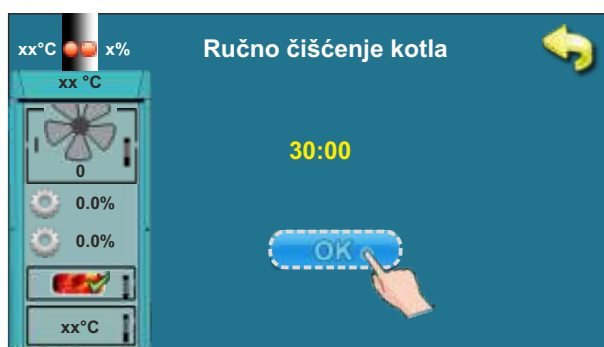 xx°C x%
Ručno čišćenje kotla
xx °C
0
30:00
0.0%
0.0%
OK
xx°C